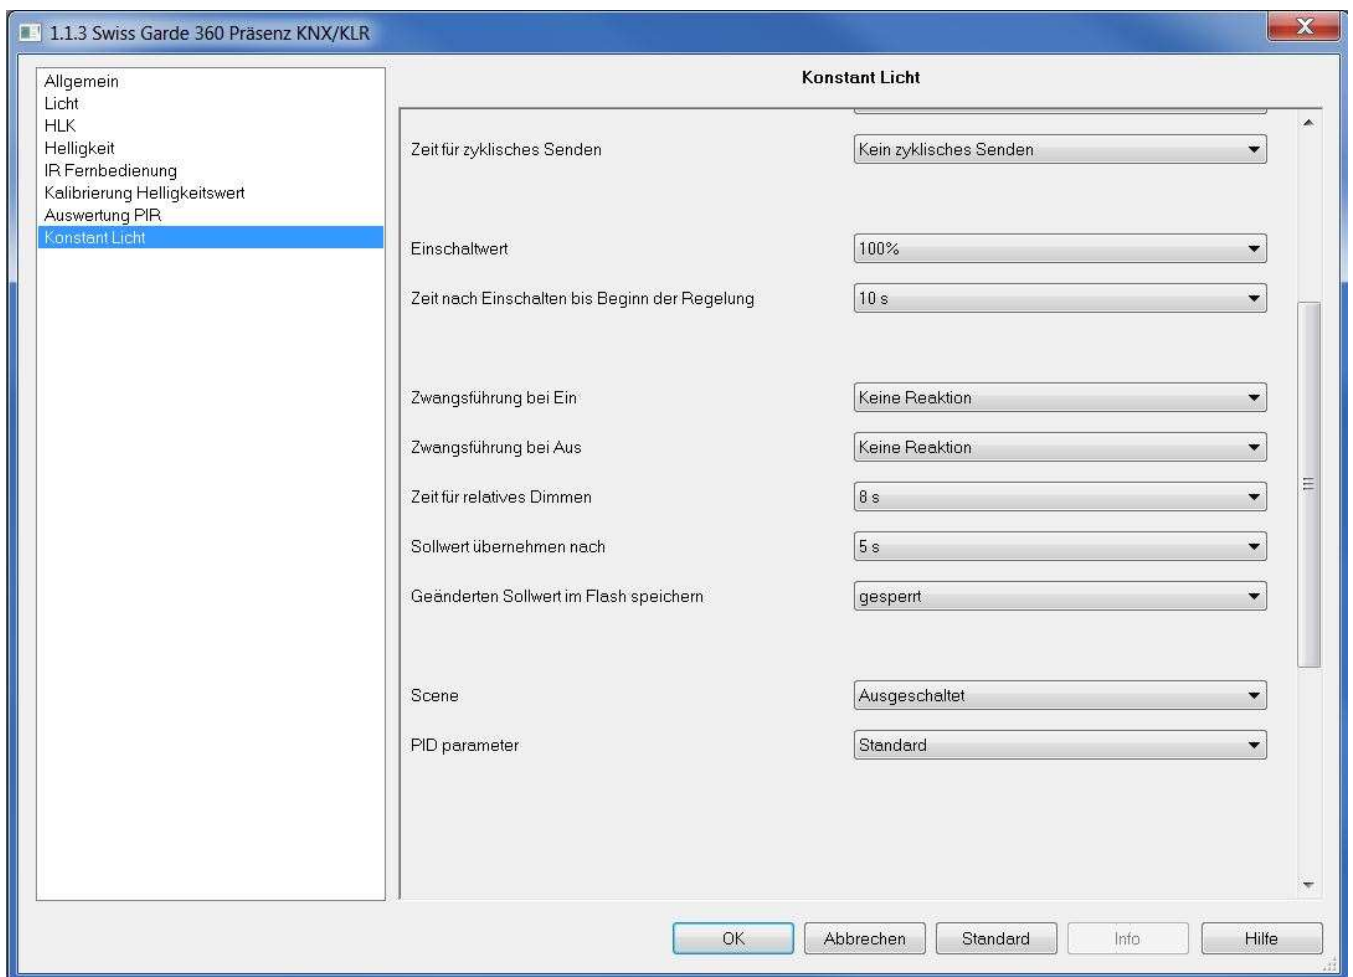 1.1.3 Swiss Garde 360 Präsenz KNX/KLR
Allgemein
Licht
HLK
Helligkeit
IR Fernbedienung
Kalibrierung Helligkeitswert
Auswertung PIR
Konstant Licht
Konstant Licht
Zeit für zyklisches Senden Kein zyklisches Senden
Einschaltwert 100%
Zeit nach Einschalten bis Beginn der Regelung 10 s
Zwangsführung bei Ein Keine Reaktion
Zwangsführung bei Aus Keine Reaktion
Zeit für relatives Dimmen 8 s
Sollwert übernehmen nach 5 s
Geänderten Sollwert im Flash speichern gesperrt
Scene Ausgeschaltet
PID parameter Standard
OK Abbrechen Standard Info Hilfe